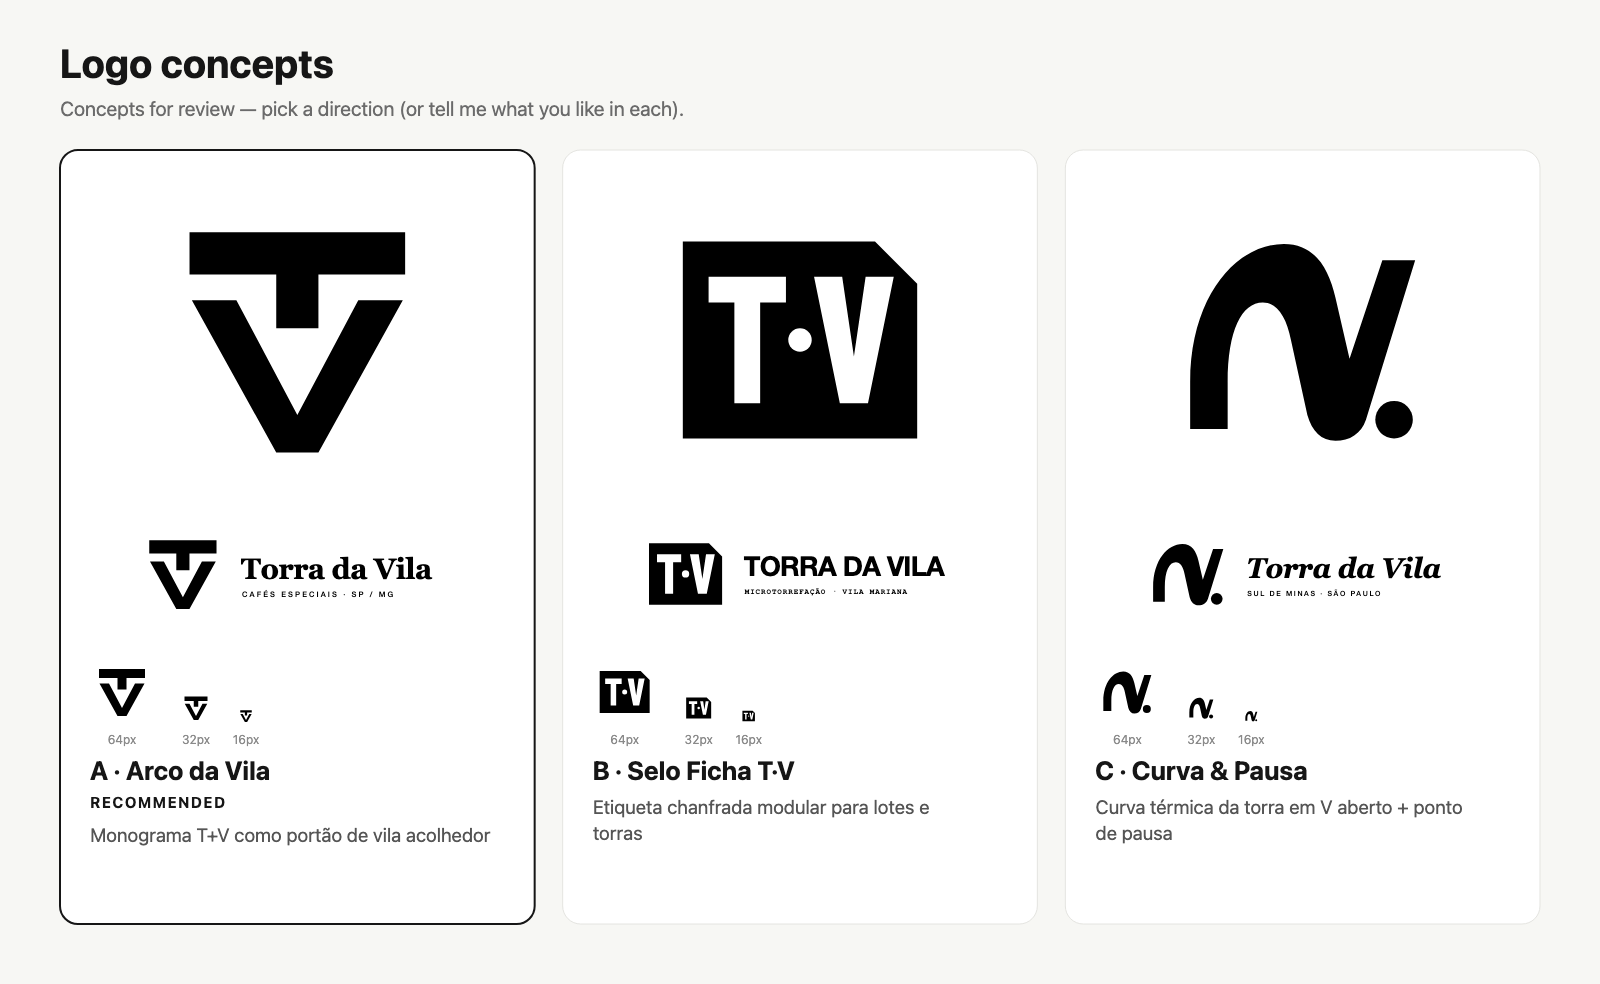 Logo concepts
Concepts for review — pick a direction (or tell me what you like in each).
TV
Torra da Vila
CAFÉS ESPECIAIS · SP / MG
64px
32px
16px
A · Arco da Vila
RECOMMENDED
Monograma T+V como portão de vila acolhedor
T·V
T·V
TORRA DA VILA
MICROTORREFAÇÃO · VILA MARIANA
T·V
T·V
T·V
64px
32px
16px
B · Selo Ficha T·V
Etiqueta chanfrada modular para lotes e
torras
Torra da Vila
SUL DE MINAS · SÃO PAULO
64px
32px
16px
C · Curva & Pausa
Curva térmica da torra em V aberto + ponto
de pausa